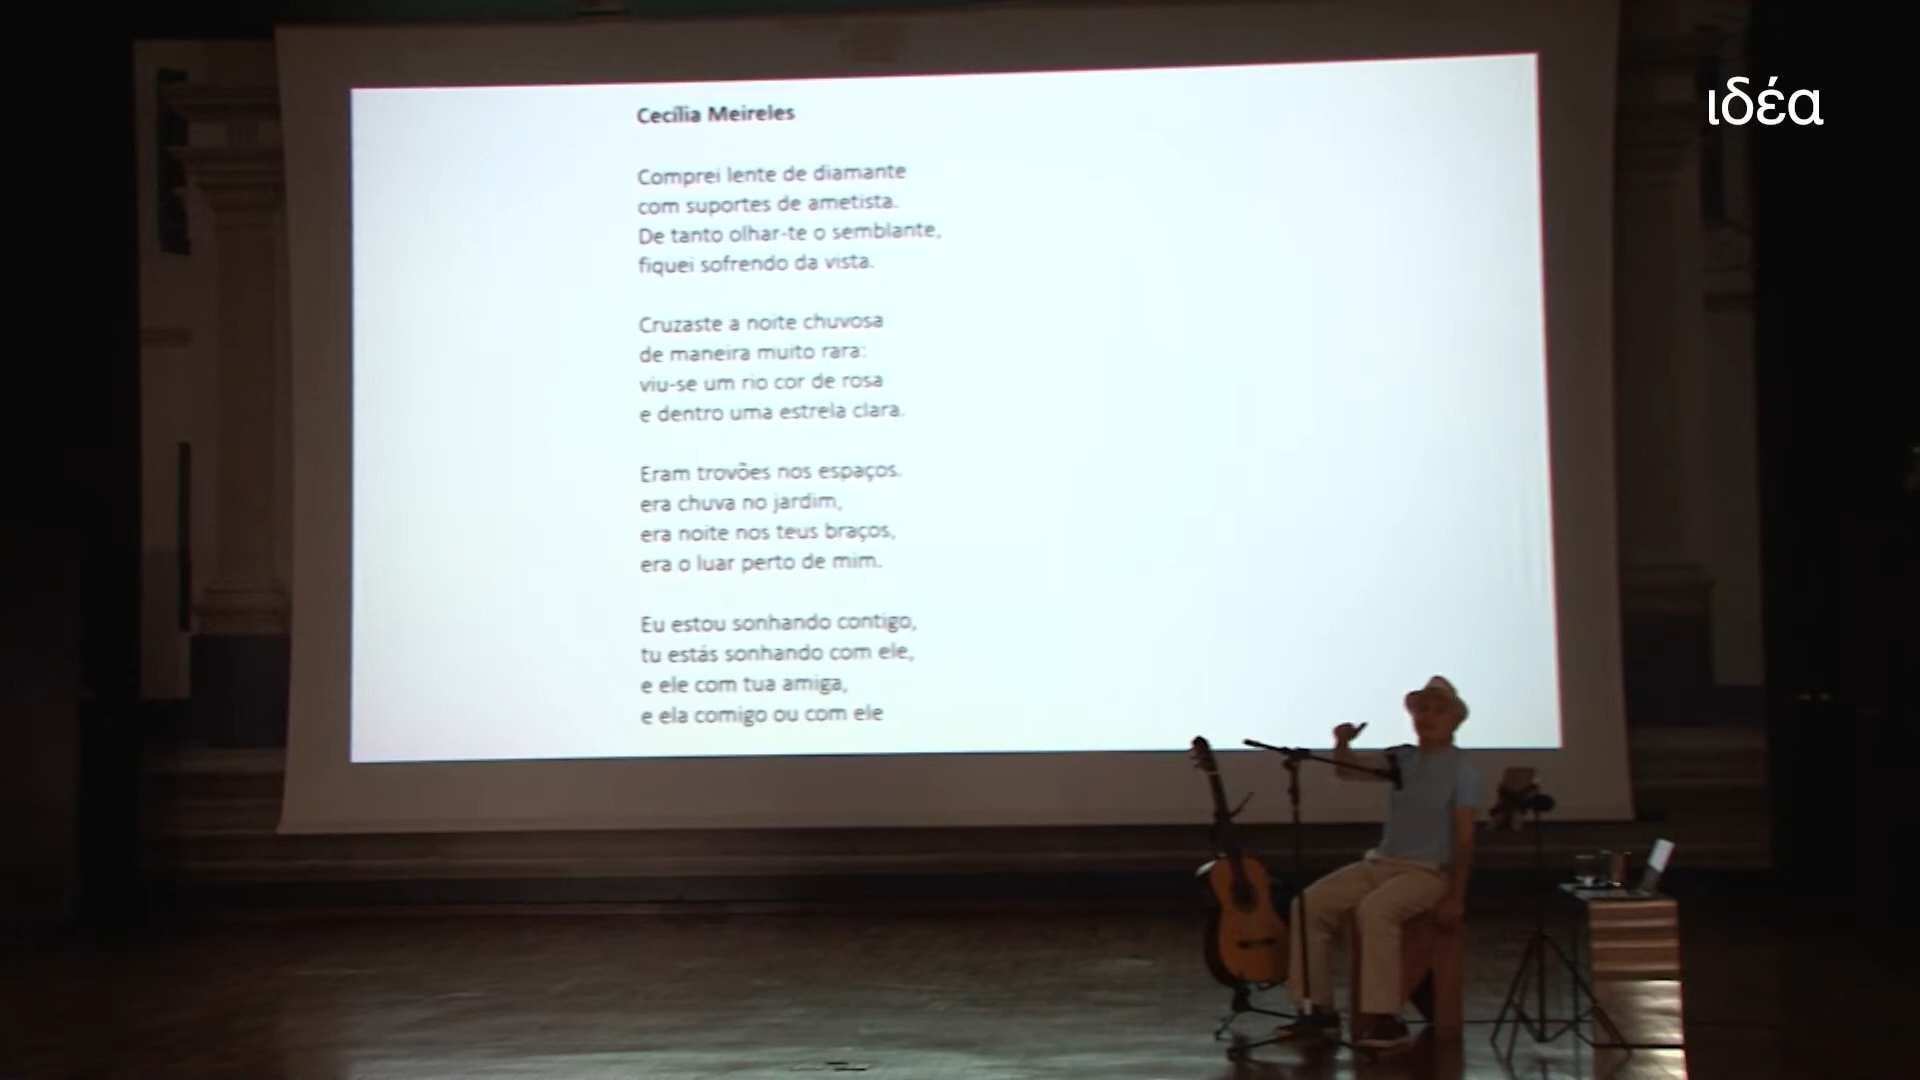 ιδέα
Cecília Meireles
Comprei lente de diamante
com suportes de ametista.
De tanto olhar-te o semblante,
fiquei sofrendo da vista.
Cruzaste a noite chuvosa
de maneira muito rara:
viu-se um rio cor de rosa
e dentro uma estrela clara.
Eram trovões nos espaços.
era chuva no jardim,
era noite nos teus braços,
era o luar perto de mim.
Eu estou sonhando contigo,
tu estás sonhando com ele,
e ele com tua amiga,
e ela comigo ou com ele